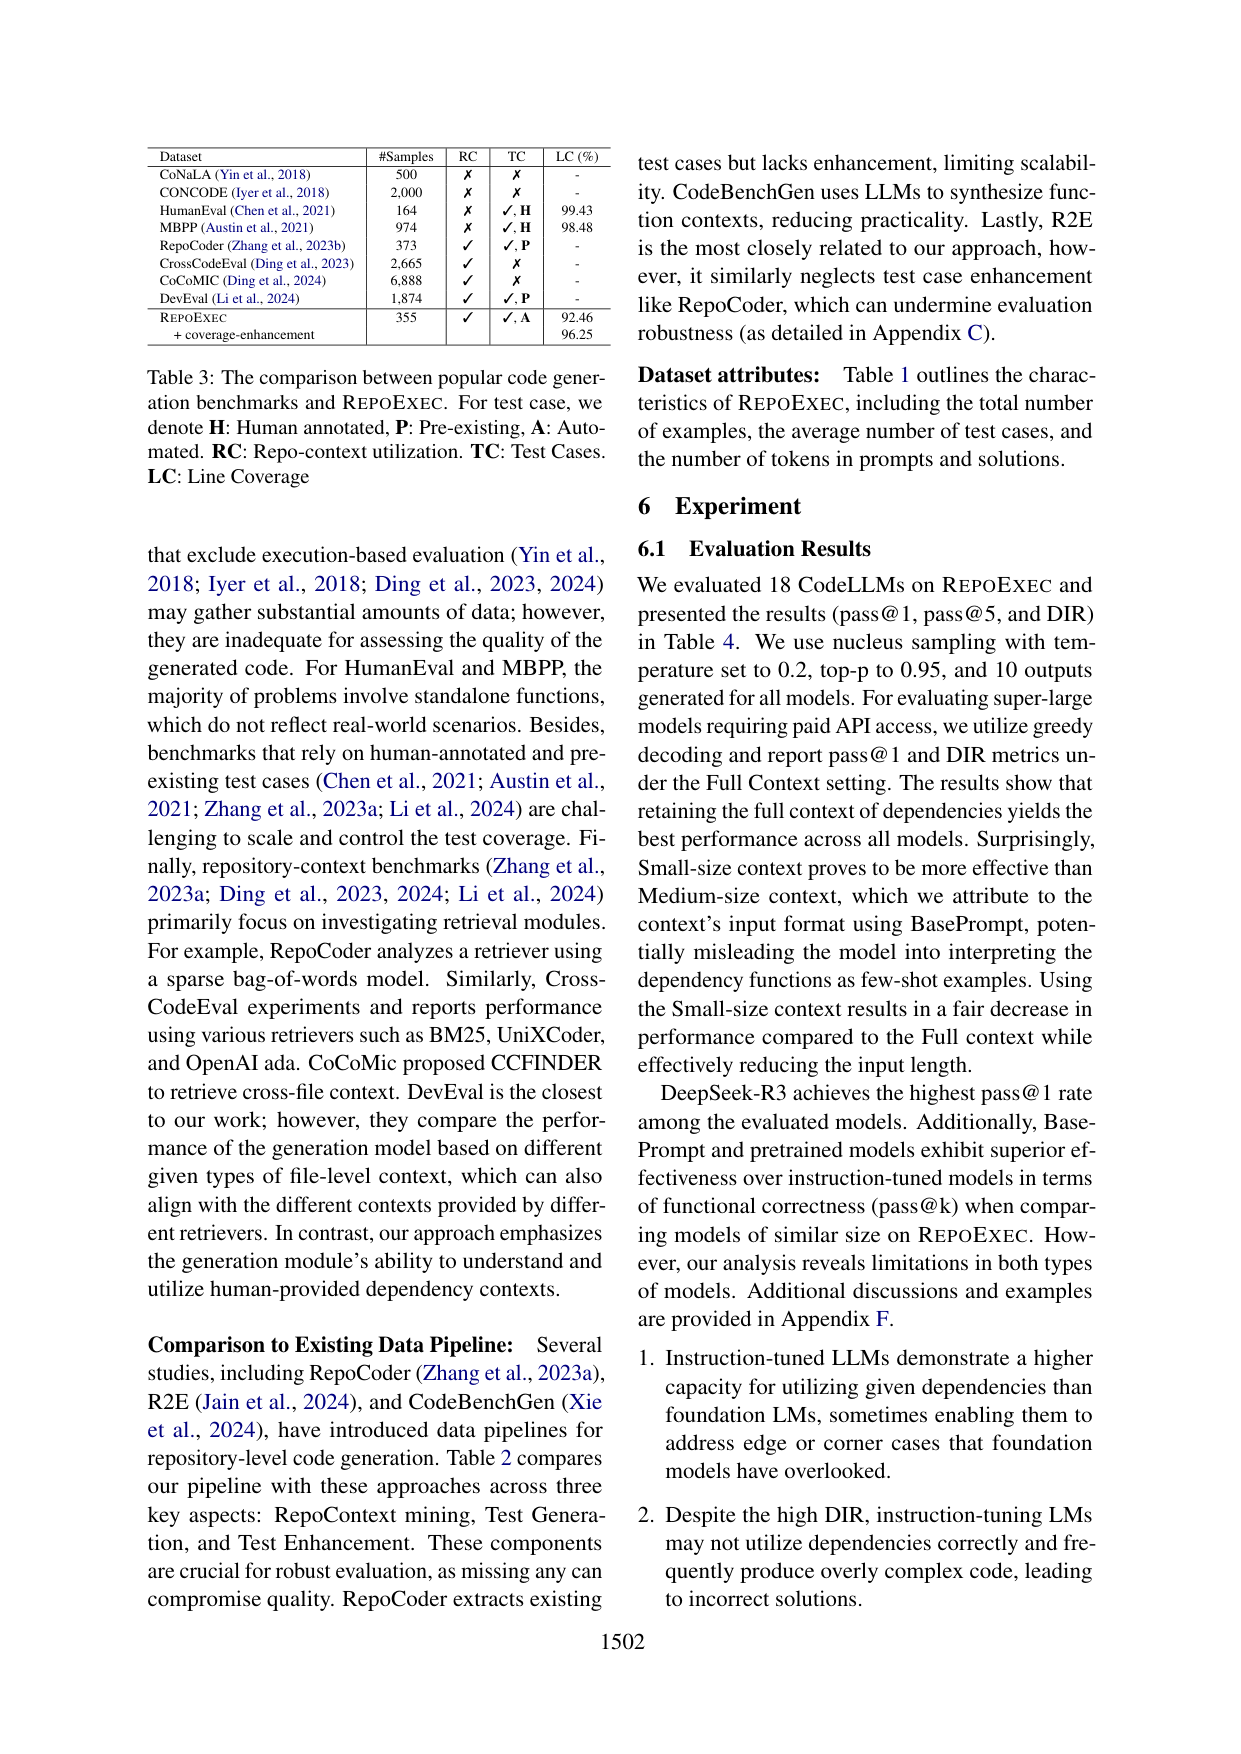 Dataset #Samples RC TC LC (%)
CoNaLA (Yin et al., 2018) 500 ✗ ✗ -
CONCODE (Iyer et al., 2018) 2,000 ✗ ✗ -
HumanEval (Chen et al., 2021) 164 ✗ ✓, H 99.43
MBPP (Austin et al., 2021) 974 ✗ ✓, H 98.48
RepoCoder (Zhang et al., 2023b) 373 ✓ ✓, P -
CrossCodeEval (Ding et al., 2023) 2,665 ✓ ✗ -
CoCoMIC (Ding et al., 2024) 6,888 ✓ ✗ -
DevEval (Li et al., 2024) 1,874 ✓ ✓, P -
REPOEXEC 355 ✓ ✓, A 92.46
+ coverage-enhancement 96.25
Table 3: The comparison between popular code gener-
ation benchmarks and REPOEXEC. For test case, we
denote H: Human annotated, P: Pre-existing, A: Auto-
mated. RC: Repo-context utilization. TC: Test Cases.
LC: Line Coverage
that exclude execution-based evaluation (Yin et al.,
2018; Iyer et al., 2018; Ding et al., 2023, 2024)
may gather substantial amounts of data; however,
they are inadequate for assessing the quality of the
generated code. For HumanEval and MBPP, the
majority of problems involve standalone functions,
which do not reflect real-world scenarios. Besides,
benchmarks that rely on human-annotated and pre-
existing test cases (Chen et al., 2021; Austin et al.,
2021; Zhang et al., 2023a; Li et al., 2024) are chal-
lenging to scale and control the test coverage. Fi-
nally, repository-context benchmarks (Zhang et al.,
2023a; Ding et al., 2023, 2024; Li et al., 2024)
primarily focus on investigating retrieval modules.
For example, RepoCoder analyzes a retriever using
a sparse bag-of-words model. Similarly, Cross-
CodeEval experiments and reports performance
using various retrievers such as BM25, UniXCoder,
and OpenAI ada. CoCoMic proposed CCFINDER
to retrieve cross-file context. DevEval is the closest
to our work; however, they compare the perfor-
mance of the generation model based on different
given types of file-level context, which can also
align with the different contexts provided by differ-
ent retrievers. In contrast, our approach emphasizes
the generation module's ability to understand and
utilize human-provided dependency contexts.
Comparison to Existing Data Pipeline: Several
studies, including RepoCoder (Zhang et al., 2023a),
R2E (Jain et al., 2024), and CodeBenchGen (Xie
et al., 2024), have introduced data pipelines for
repository-level code generation. Table 2 compares
our pipeline with these approaches across three
key aspects: RepoContext mining, Test Genera-
tion, and Test Enhancement. These components
are crucial for robust evaluation, as missing any can
compromise quality. RepoCoder extracts existing
test cases but lacks enhancement, limiting scalabil-
ity. CodeBenchGen uses LLMs to synthesize func-
tion contexts, reducing practicality. Lastly, R2E
is the most closely related to our approach, how-
ever, it similarly neglects test case enhancement
like RepoCoder, which can undermine evaluation
robustness (as detailed in Appendix C).
Dataset attributes: Table 1 outlines the charac-
teristics of REPOEXEC, including the total number
of examples, the average number of test cases, and
the number of tokens in prompts and solutions.
6 Experiment
6.1 Evaluation Results
We evaluated 18 CodeLLMs on REPOEXEC and
presented the results (pass@1, pass@5, and DIR)
in Table 4. We use nucleus sampling with tem-
perature set to 0.2, top-p to 0.95, and 10 outputs
generated for all models. For evaluating super-large
models requiring paid API access, we utilize greedy
decoding and report pass@1 and DIR metrics un-
der the Full Context setting. The results show that
retaining the full context of dependencies yields the
best performance across all models. Surprisingly,
Small-size context proves to be more effective than
Medium-size context, which we attribute to the
context's input format using BasePrompt, poten-
tially misleading the model into interpreting the
dependency functions as few-shot examples. Using
the Small-size context results in a fair decrease in
performance compared to the Full context while
effectively reducing the input length.
DeepSeek-R3 achieves the highest pass@1 rate
among the evaluated models. Additionally, Base-
Prompt and pretrained models exhibit superior ef-
fectiveness over instruction-tuned models in terms
of functional correctness (pass@k) when compar-
ing models of similar size on REPOEXEC. How-
ever, our analysis reveals limitations in both types
of models. Additional discussions and examples
are provided in Appendix F.
1. Instruction-tuned LLMs demonstrate a higher
capacity for utilizing given dependencies than
foundation LMs, sometimes enabling them to
address edge or corner cases that foundation
models have overlooked.
2. Despite the high DIR, instruction-tuning LMs
may not utilize dependencies correctly and fre-
quently produce overly complex code, leading
to incorrect solutions.
1502